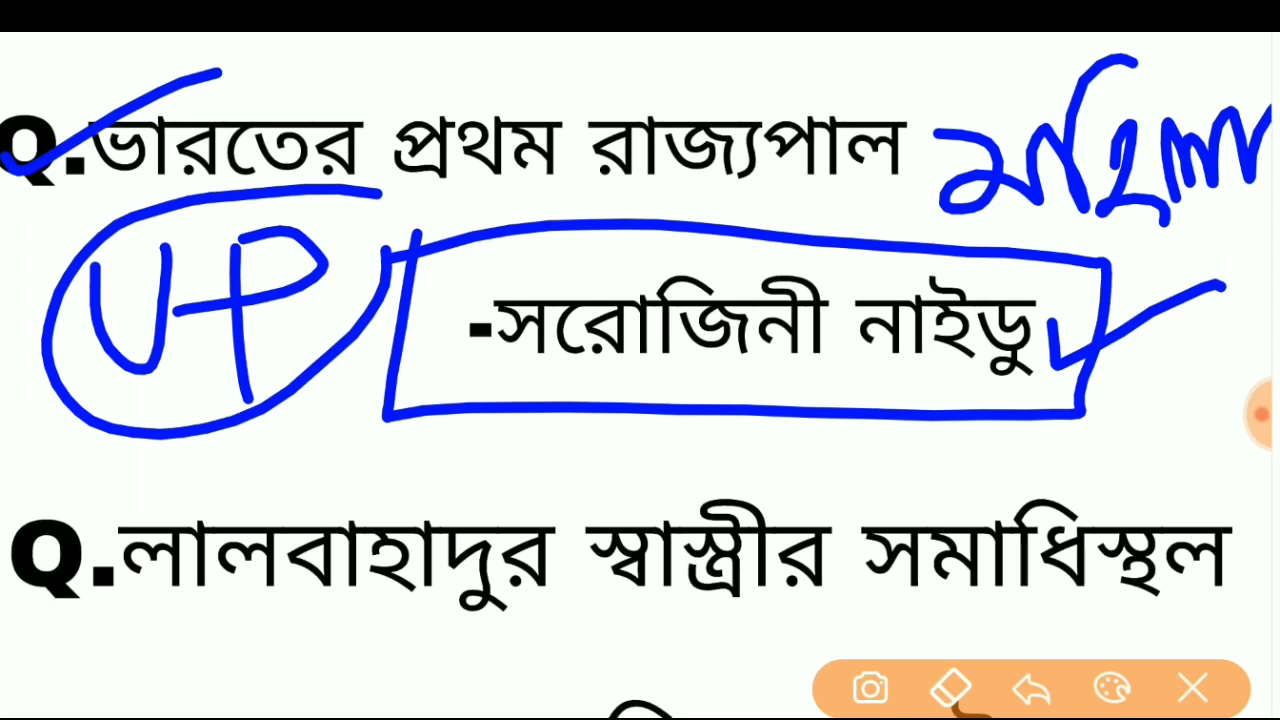 Q.ভারতের প্রথম রাজ্যপাল মহিলা
UP
-সরোজিনী নাইডু
Q.লালবাহাদুর স্বাস্ত্রীর সমাধিস্থল